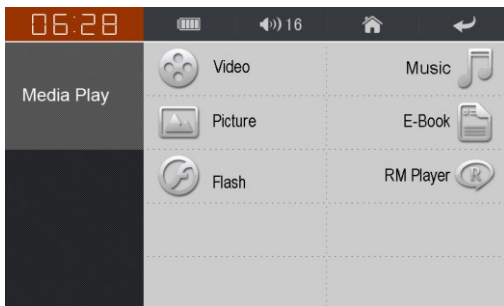 06:28 16
Media Play
Video Music
Picture E-Book
Flash RM Player